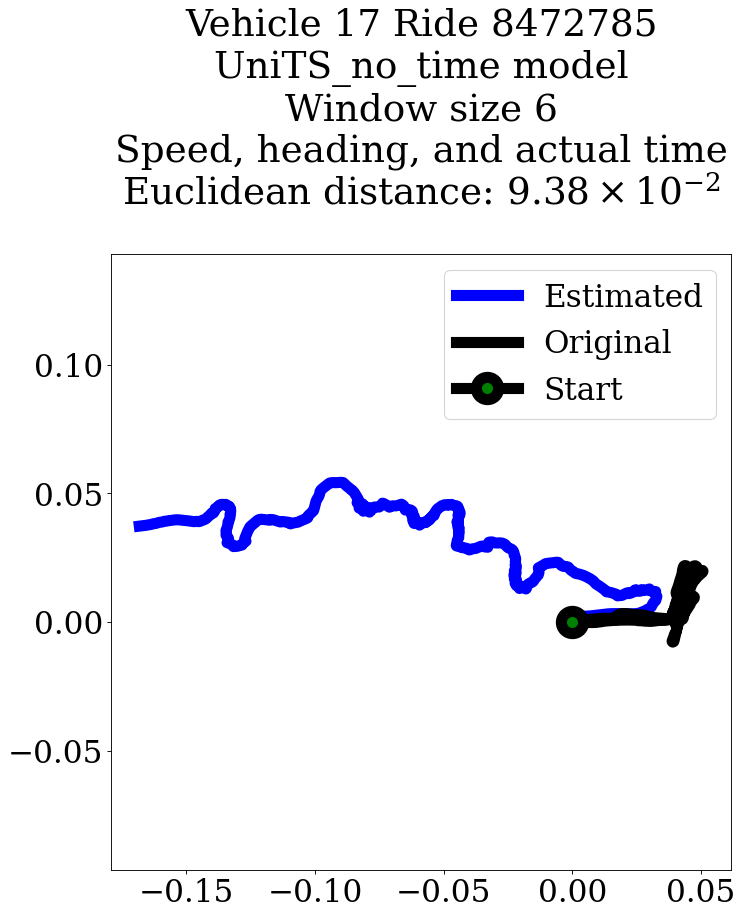 Vehicle 17 Ride 8472785
UniTS_no_time model
Window size 6
Speed, heading, and actual time
Euclidean distance: 9.38 × 10⁻²
Estimated
Original
Start
0.10
0.05
0.00
−0.05
−0.15
−0.10
−0.05
0.00
0.05